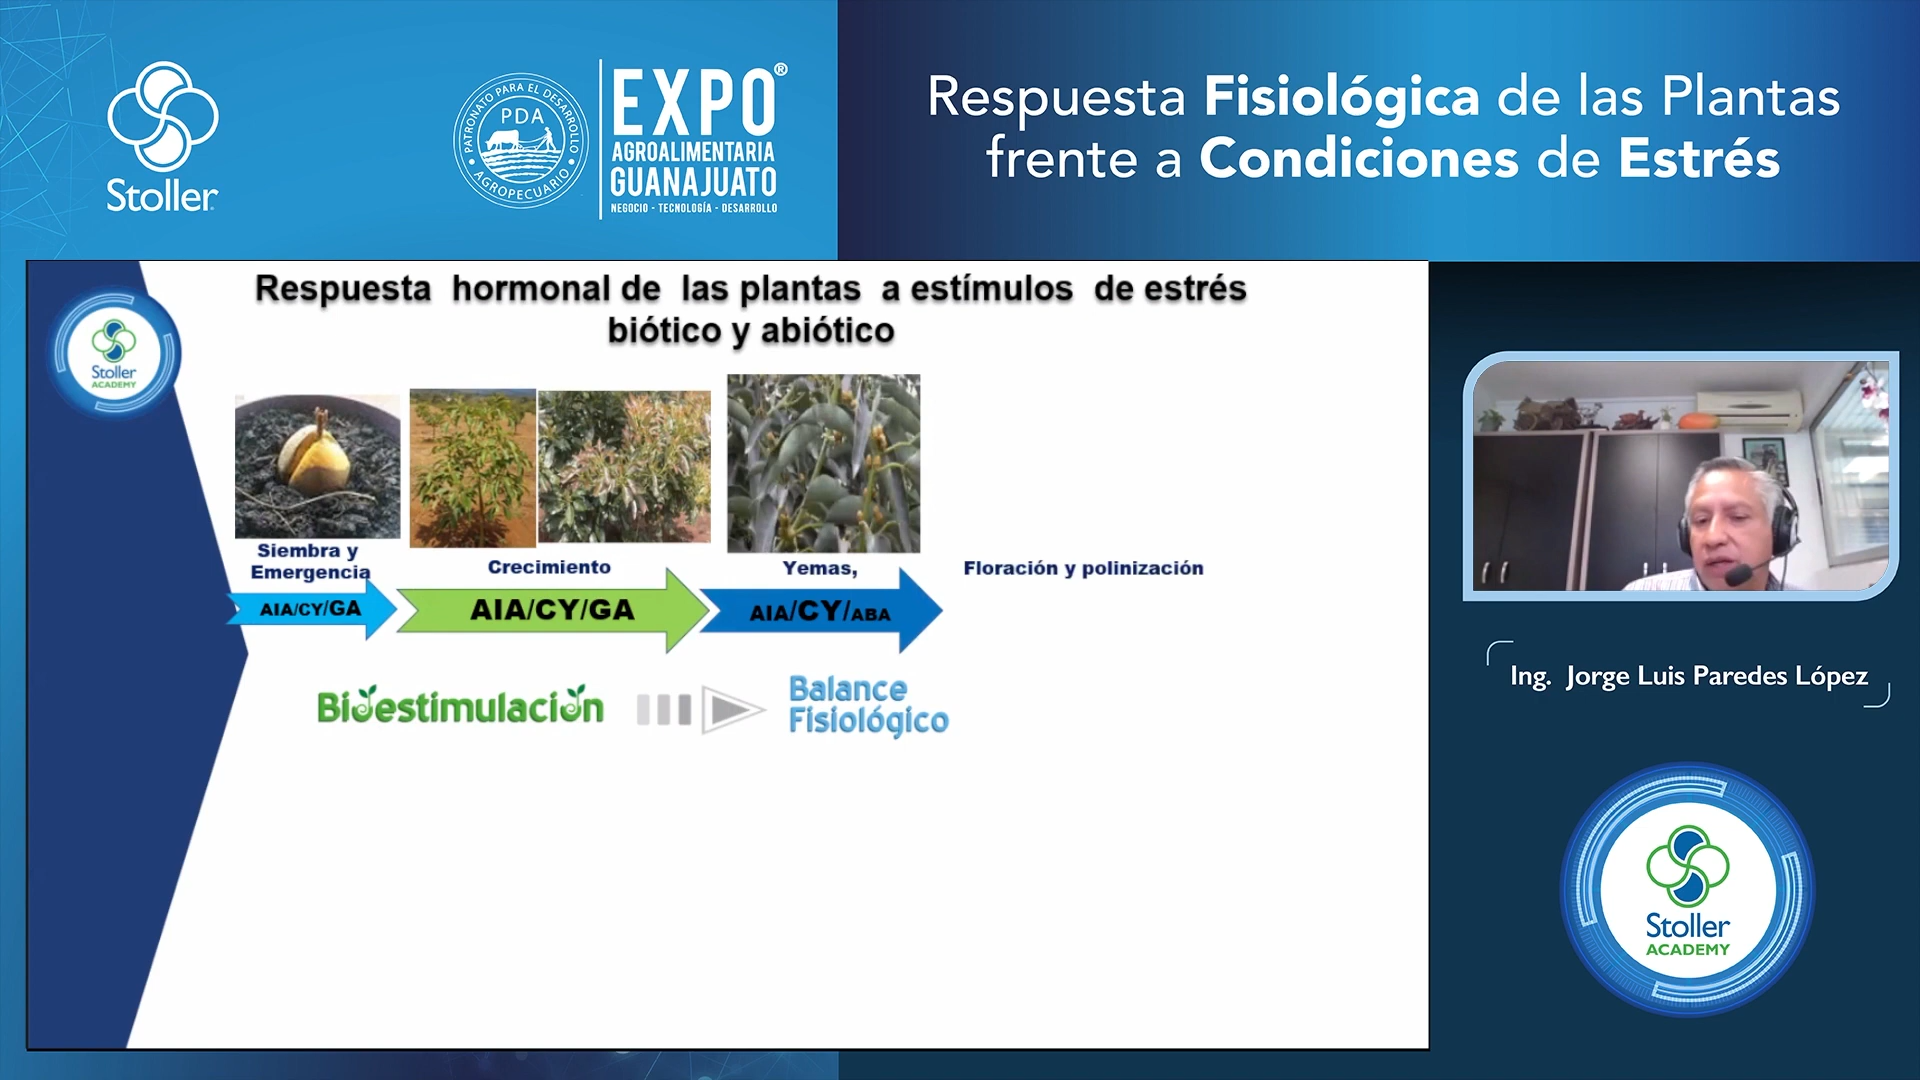 Stoller
PATRONATO PARA EL DESARROLLO
PDA
AGROPECUARIO
EXPO®
AGROALIMENTARIA
GUANAJUATO
NEGOCIO - TECNOLOGÍA - DESARROLLO
Respuesta Fisiológica de las Plantas
frente a Condiciones de Estrés
Respuesta hormonal de las plantas a estímulos de estrés
biótico y abiótico
Stoller
ACADEMY
Siembra y
Emergencia
Crecimiento
Yemas,
Floración y polinización
AIA/CY/GA
AIA/CY/GA
AIA/CY/ABA
Bioestimulación
Balance
Fisiológico
Ing. Jorge Luis Paredes López
Stoller
ACADEMY